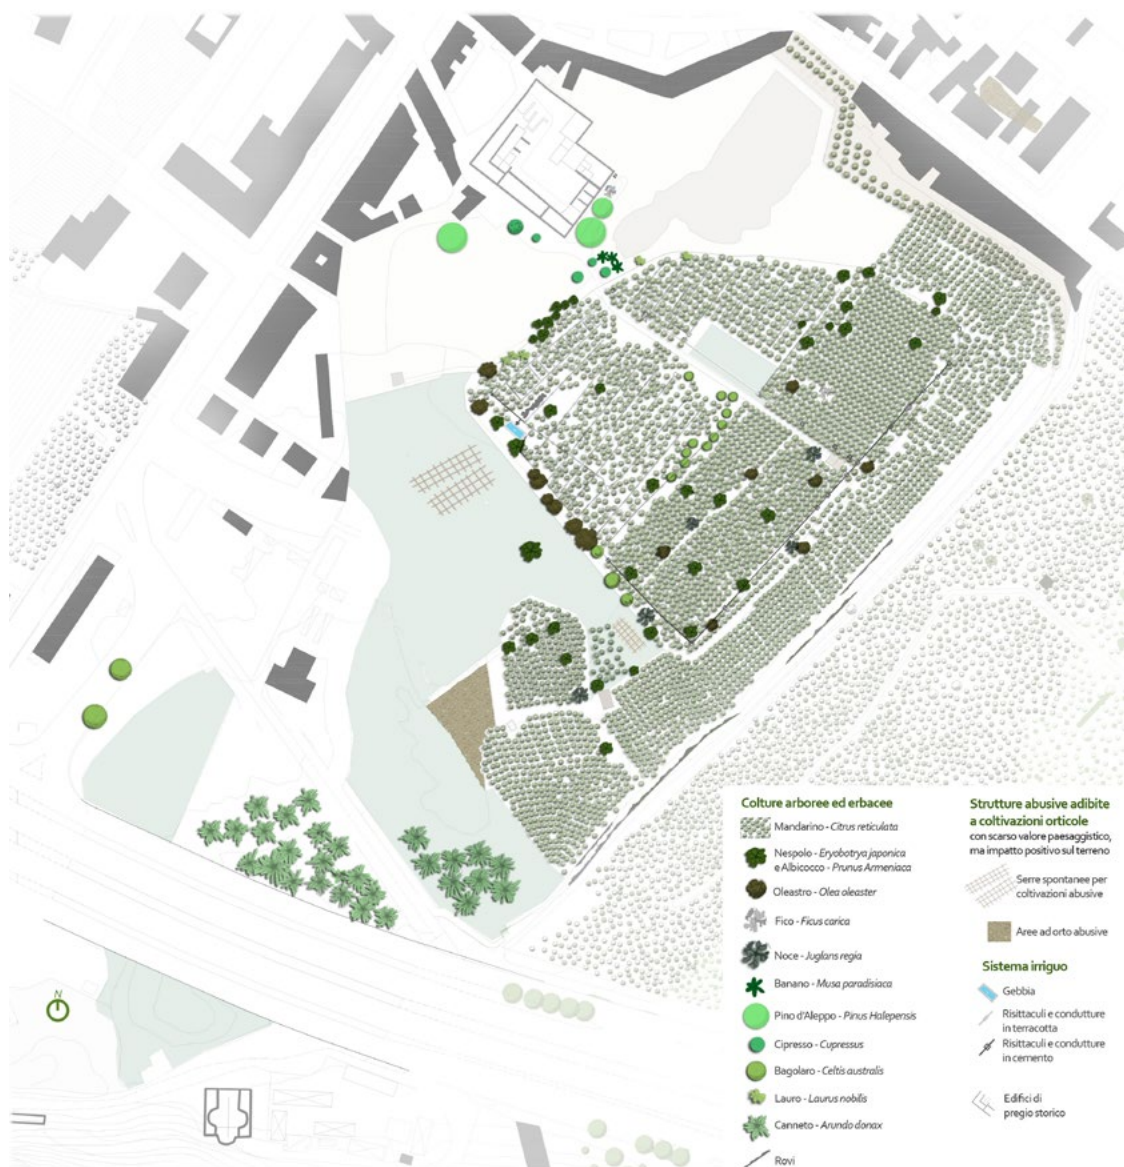 N
Colture arboree ed erbacee
Mandarino - Citrus reticulata
Nespolo - Eryobotrya japonica
e Albicocco - Prunus Armeniaca
Oleastro - Olea oleaster
Fico - Ficus carica
Noce - Juglans regia
Banano - Musa paradisiaca
Pino d'Aleppo - Pinus Halepensis
Cipresso - Cupressus
Bagolaro - Celtis australis
Lauro - Laurus nobilis
Canneto - Arundo donax
Rovi
Strutture abusive adibite
a coltivazioni orticole
con scarso valore paesaggistico,
ma impatto positivo sul terreno
Serre spontanee per
coltivazioni abusive
Aree ad orto abusive
Sistema irriguo
Gebbia
Risittaculi e condutture
in terracotta
Risittaculi e condutture
in cemento
Edifici di
pregio storico